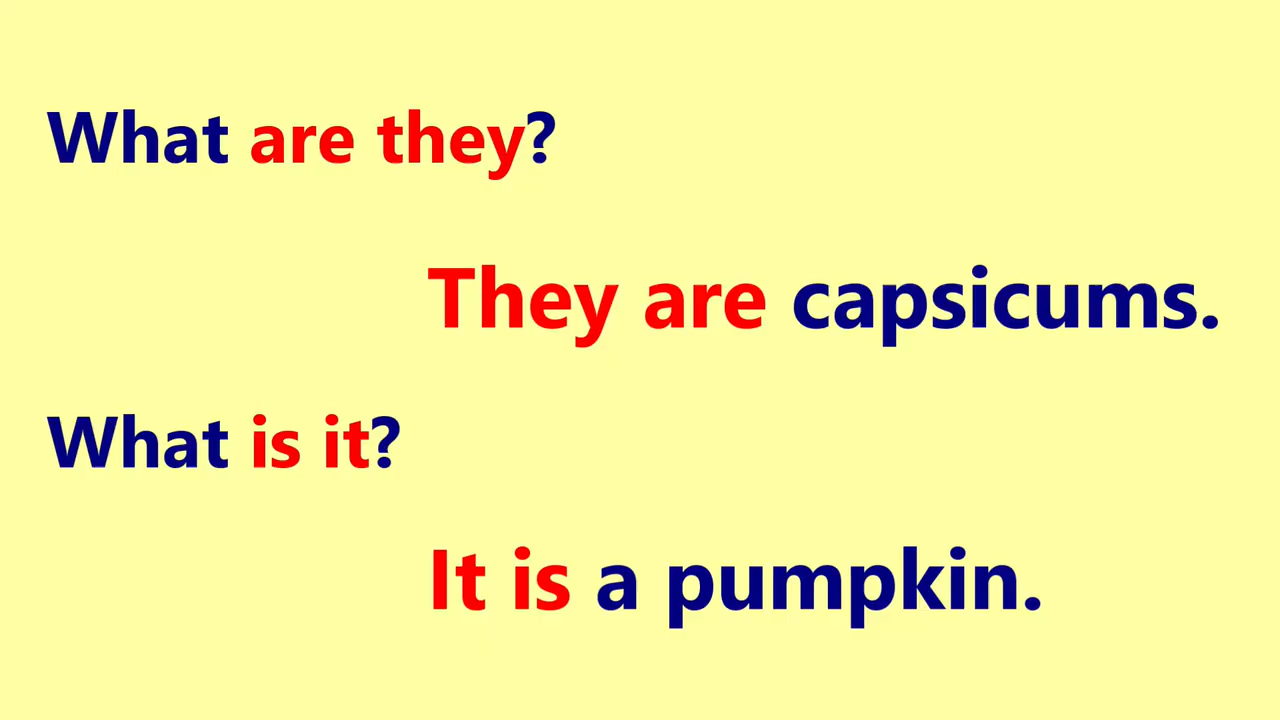 What are they?
They are capsicums.
What is it?
It is a pumpkin.